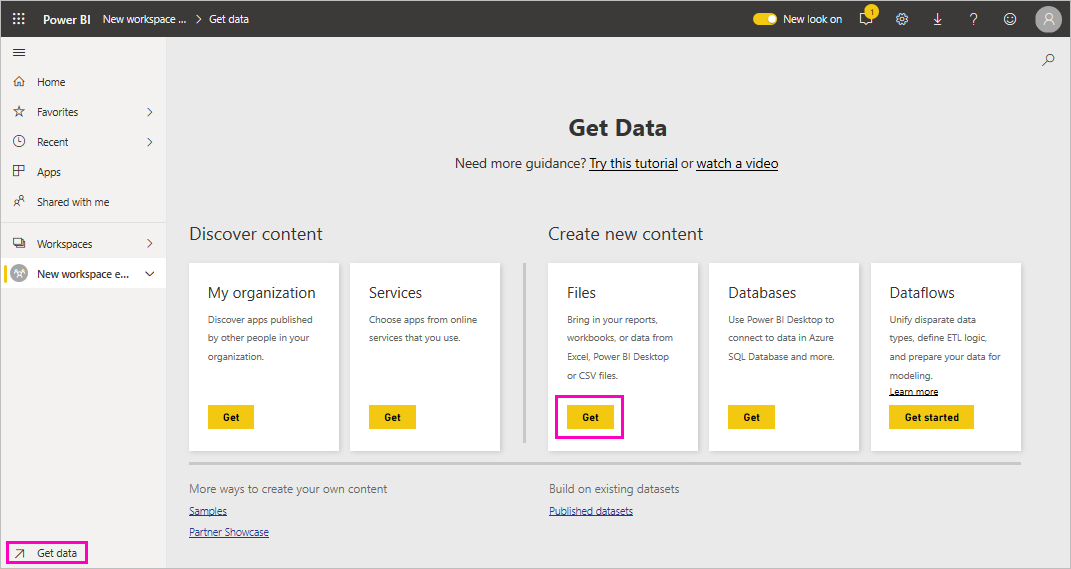 Power BI New workspace ... > Get data
New look on
1
Home
Favorites
Recent
Apps
Shared with me
Workspaces
New workspace e...
Get data
Get Data
Need more guidance? Try this tutorial or watch a video
Discover content
My organization
Discover apps published
by other people in your
organization.
Get
Services
Choose apps from online
services that you use.
Get
Create new content
Files
Bring in your reports,
workbooks, or data from
Excel, Power BI Desktop
or CSV files.
Get
Databases
Use Power BI Desktop to
connect to data in Azure
SQL Database and more.
Get
Dataflows
Unify disparate data
types, define ETL logic,
and prepare your data for
modeling.
Learn more
Get started
More ways to create your own content
Samples
Partner Showcase
Build on existing datasets
Published datasets